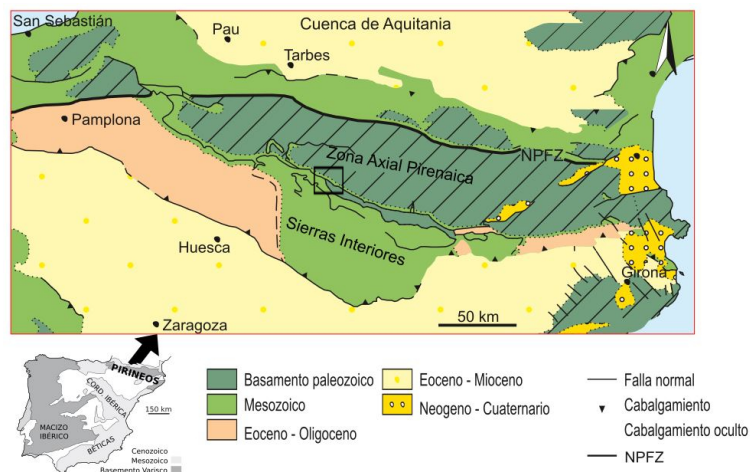 San Sebastián
Pau
Cuenca de Aquitania
Tarbes
Pamplona
Zona Axial Pirenaica
NPFZ
Sierras Interiores
Huesca
Girona
50 km
Zaragoza
PIRINEOS
CORD. IBÉRICA
150 km
MACIZO
IBÉRICO
BÉTICAS
Cenozoico
Mesozoico
Basamento Varisco
Basamento paleozoico
Mesozoico
Eoceno - Oligoceno
Eoceno - Mioceno
Neogeno - Cuaternario
Falla normal
Cabalgamiento
Cabalgamiento oculto
NPFZ